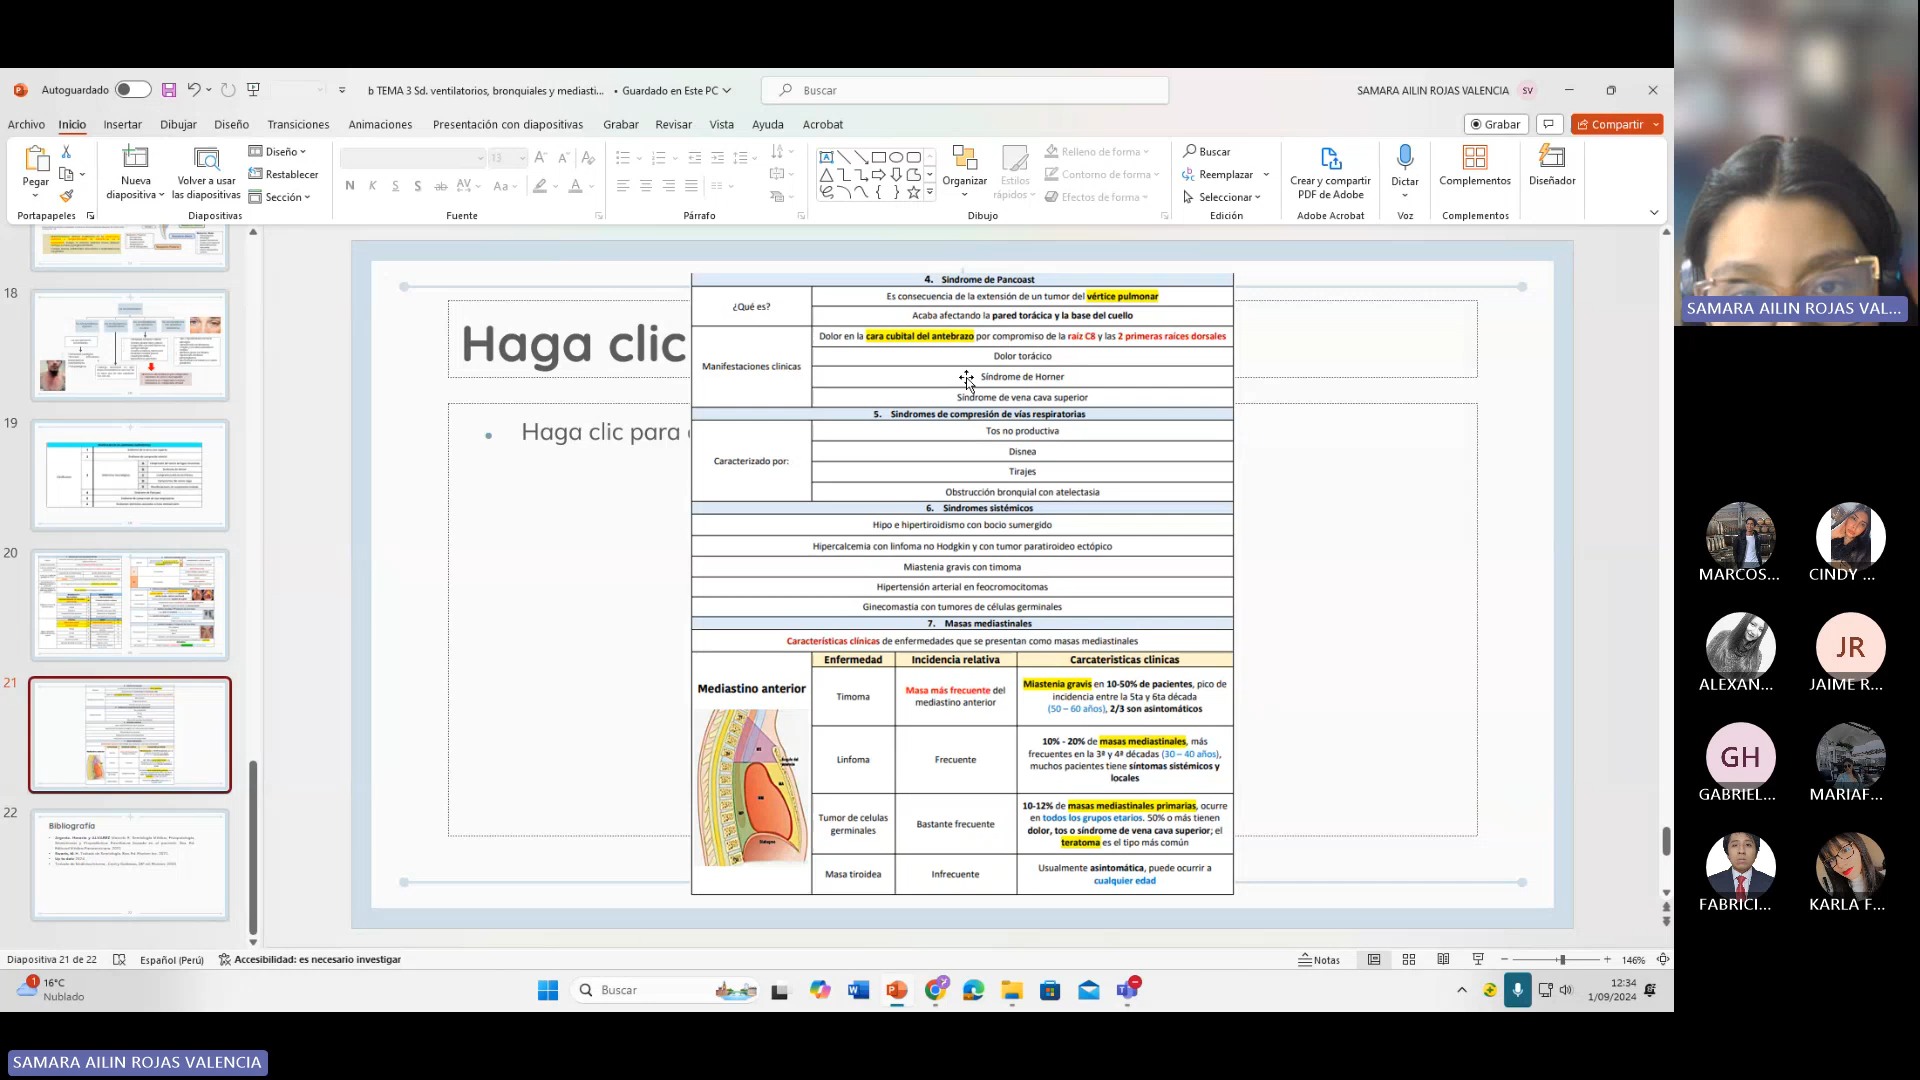 Autoguardado
b TEMA 3 Sd. ventilatorios, bronquiales y mediasti... • Guardado en Este PC
Buscar
SAMARA AILIN ROJAS VALENCIA
SV
Archivo
Inicio
Insertar
Dibujar
Diseño
Transiciones
Animaciones
Presentación con diapositivas
Grabar
Revisar
Vista
Ayuda
Acrobat
Grabar
Compartir
Pegar
Nueva diapositiva
Volver a usar las diapositivas
Diseño
Restablecer
Sección
13
Organizar
Estilos rápidos
Relleno de forma
Contorno de forma
Efectos de forma
Buscar
Reemplazar
Seleccionar
Crear y compartir PDF de Adobe
Dictar
Complementos
Diseñador
Portapapeles
Diapositivas
Fuente
Párrafo
Dibujo
Edición
Adobe Acrobat
Voz
Complementos
18
19
20
21
22
Bibliografía
Haga clic
Haga clic para
4. Síndrome de Pancoast
¿Qué es?
Es consecuencia de la extensión de un tumor del vértice pulmonar
Acaba afectando la pared torácica y la base del cuello
Manifestaciones clínicas
Dolor en la cara cubital del antebrazo por compromiso de la raíz C8 y las 2 primeras raíces dorsales
Dolor torácico
Síndrome de Horner
Síndrome de vena cava superior
5. Síndromes de compresión de vías respiratorias
Caracterizado por:
Tos no productiva
Disnea
Tirajes
Obstrucción bronquial con atelectasia
6. Síndromes sistémicos
Hipo e hipertiroidismo con bocio sumergido
Hipercalcemia con linfoma no Hodgkin y con tumor paratiroideo ectópico
Miastenia gravis con timoma
Hipertensión arterial en feocromocitomas
Ginecomastia con tumores de células germinales
7. Masas mediastinales
Características clínicas de enfermedades que se presentan como masas mediastinales
Mediastino anterior
Enfermedad
Incidencia relativa
Carcateristicas clinicas
Timoma
Masa más frecuente del mediastino anterior
Miastenia gravis en 10-50% de pacientes, pico de
incidencia entre la 5ta y 6ta década
(50 – 60 años), 2/3 son asintomáticos
Linfoma
Frecuente
10% - 20% de masas mediastinales, más
frecuentes en la 3ª y 4ª décadas (30 – 40 años),
muchos pacientes tiene síntomas sistémicos y
locales
Tumor de celulas germinales
Bastante frecuente
10-12% de masas mediastinales primarias, ocurre
en todos los grupos etarios. 50% o más tienen
dolor, tos o síndrome de vena cava superior; el
teratoma es el tipo más común
Masa tiroidea
Infrecuente
Usualmente asintomática, puede ocurrir a
cualquier edad
Diapositiva 21 de 22
Español (Perú)
Accesibilidad: es necesario investigar
Notas
146%
1
16°C
Nublado
Buscar
12:34
1/09/2024
SAMARA AILIN ROJAS VAL...
MARCOS...
CINDY ...
ALEXAN...
JR
JAIME R...
GH
GABRIEL...
MARIAF...
FABRICI...
KARLA F...
SAMARA AILIN ROJAS VALENCIA